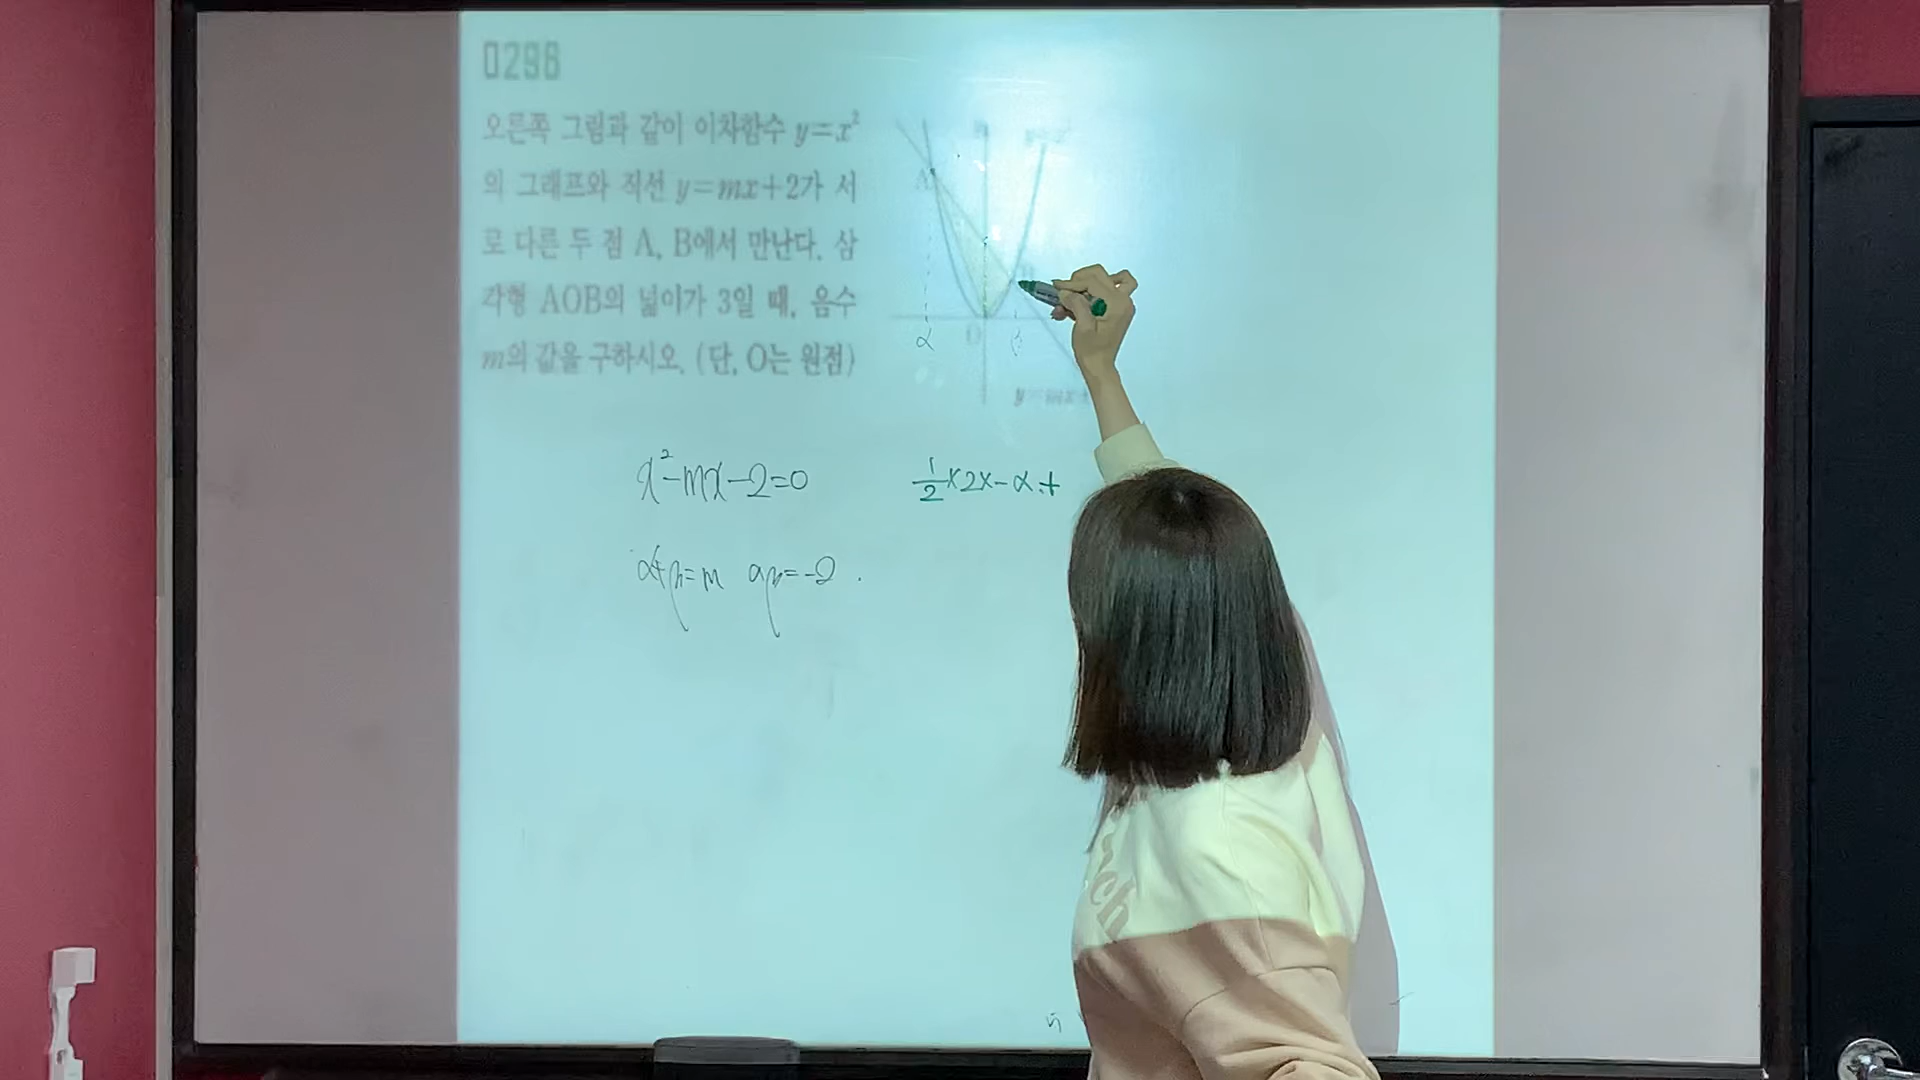 0298
오른쪽 그림과 같이 이차함수 y=x²
의 그래프와 직선 y=mx+2가 서
로 다른 두 점 A, B에서 만난다. 삼
각형 AOB의 넓이가 3일 때, 음수
m의 값을 구하시오. (단, O는 원점)
A
α
O
y=mx+
x²-mx-2=0
α+β=m αβ=-2
1/2×2×-α+
ch